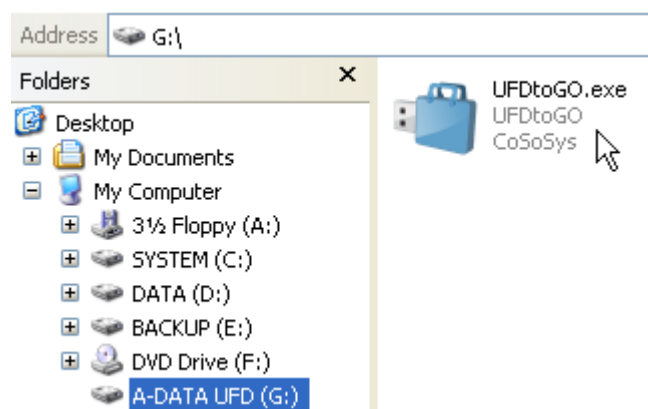 Address G:\
Folders
Desktop
My Documents
My Computer
3½ Floppy (A:)
SYSTEM (C:)
DATA (D:)
BACKUP (E:)
DVD Drive (F:)
A-DATA UFD (G:)
UFDtoGO.exe
UFDtoGO
CoSoSys